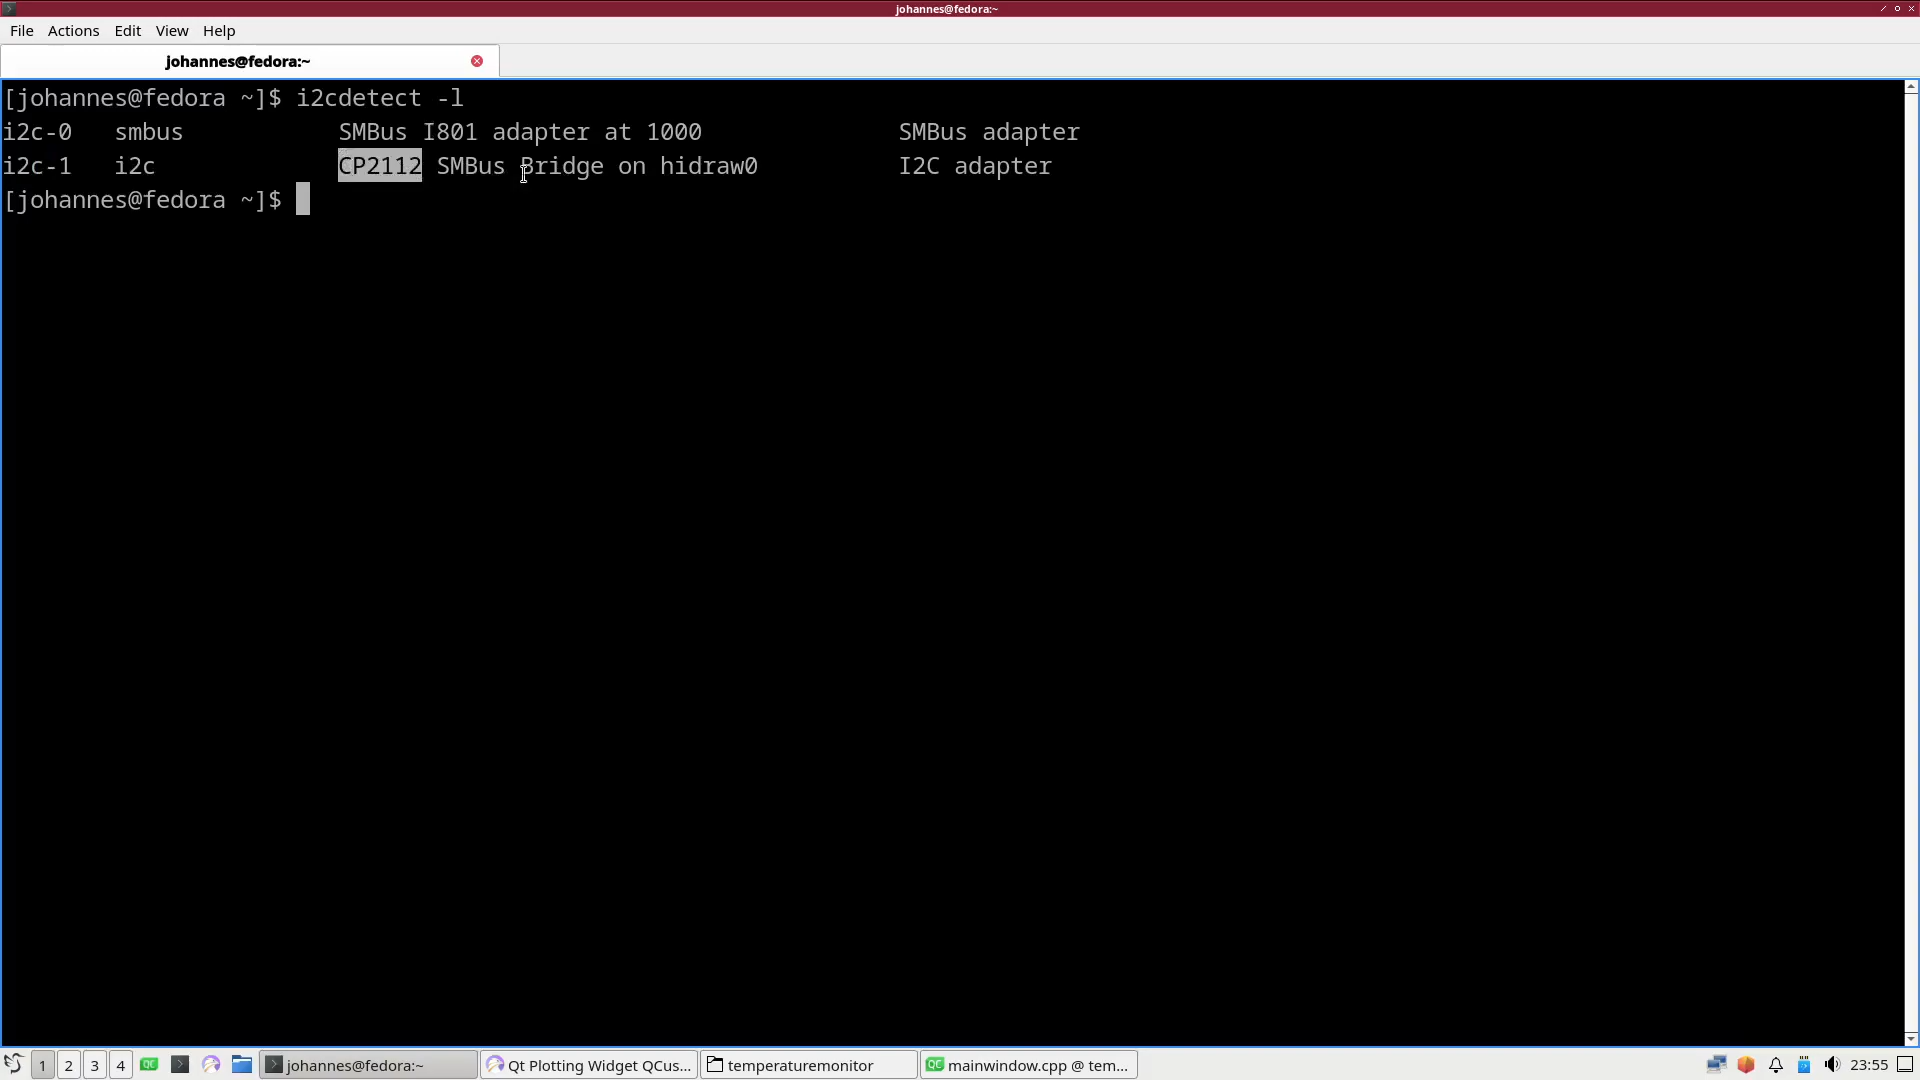 johannes@fedora:~
File Actions Edit View Help
johannes@fedora:~
[johannes@fedora ~]$ i2cdetect -l
i2c-0 smbus SMBus I801 adapter at 1000 SMBus adapter
i2c-1 i2c CP2112 SMBus Bridge on hidraw0 I2C adapter
[johannes@fedora ~]$
1 2 3 4 QC johannes@fedora:~ Qt Plotting Widget QCus... temperaturemonitor QC mainwindow.cpp @ tem... 23:55